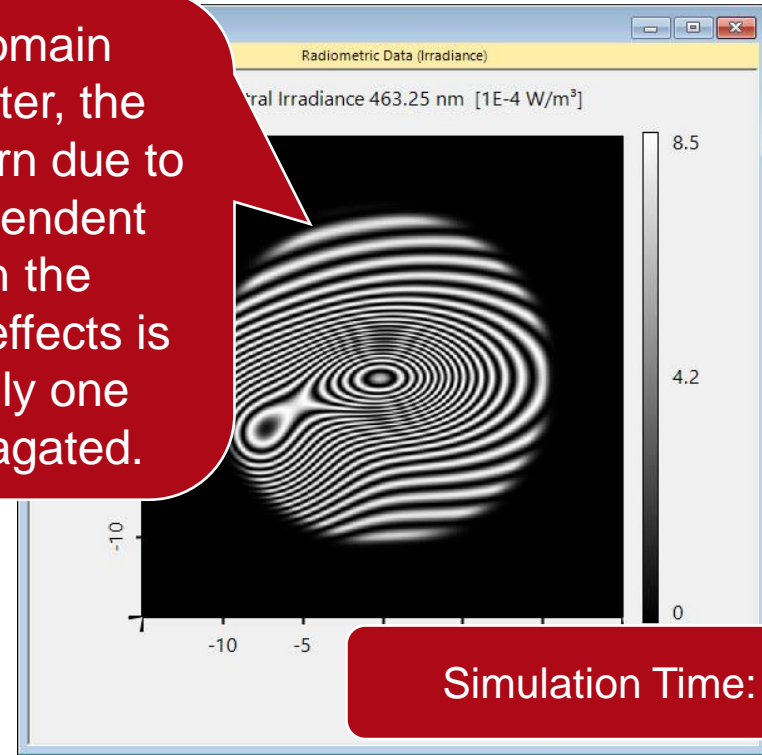 omain
ter, the
rn due to
endent
n the
effects is
ly one
agated.
Radiometric Data (Irradiance)
tral Irradiance 463.25 nm [1E-4 W/m³]
8.5
4.2
0
-10
-10 -5
Simulation Time: